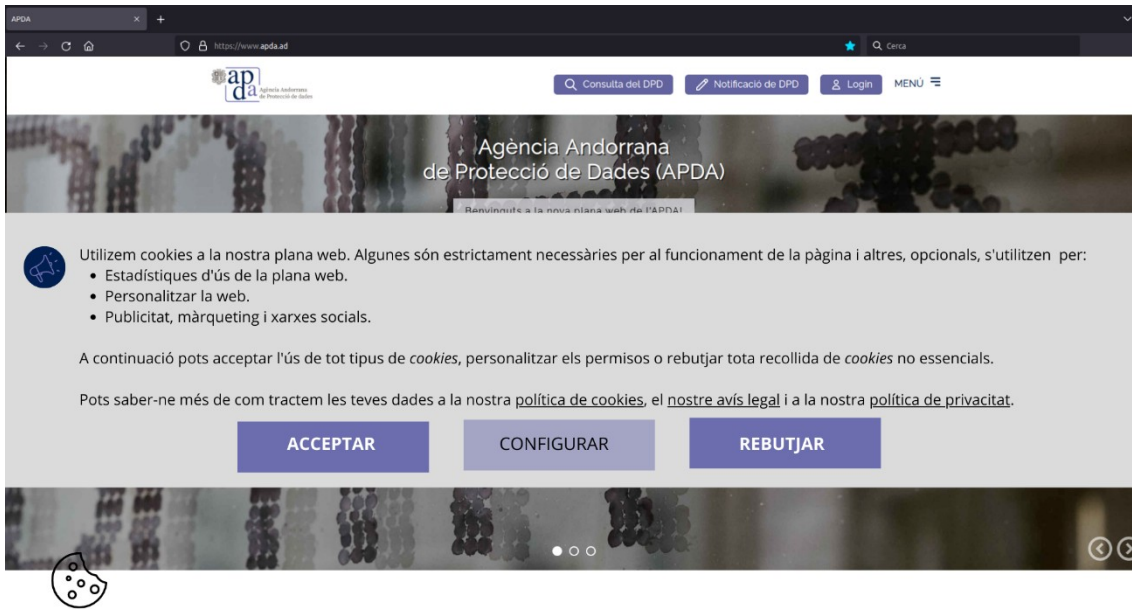 APDA
https://www.apda.ad
Cerca
apda Agència Andorrana
de Protecció de Dades
Consulta del DPD
Notificació de DPD
Login
MENÚ
Agència Andorrana
de Protecció de Dades (APDA)
Benvinguts a la nova plana web de l'APDA!
Utilizem cookies a la nostra plana web. Algunes són estrictament necessàries per al funcionament de la pàgina i altres, opcionals, s'utilitzen per:
• Estadístiques d'ús de la plana web.
• Personalitzar la web.
• Publicitat, màrqueting i xarxes socials.
A continuació pots acceptar l'ús de tot tipus de cookies, personalitzar els permisos o rebutjar tota recollida de cookies no essencials.
Pots saber-ne més de com tractem les teves dades a la nostra política de cookies, el nostre avís legal i a la nostra política de privacitat.
ACCEPTAR
CONFIGURAR
REBUTJAR